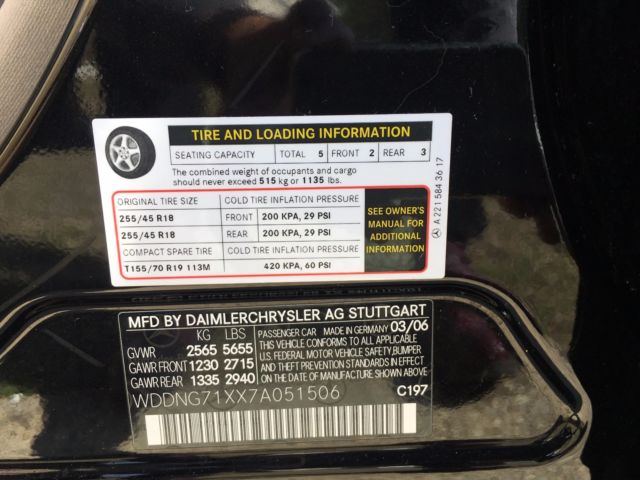 TIRE AND LOADING INFORMATION
SEATING CAPACITY TOTAL 5 FRONT 2 REAR 3
The combined weight of occupants and cargo
should never exceed 515 kg or 1135 lbs.
ORIGINAL TIRE SIZE COLD TIRE INFLATION PRESSURE
255/45 R18 FRONT 200 KPA, 29 PSI
255/45 R18 REAR 200 KPA, 29 PSI
COMPACT SPARE TIRE COLD TIRE INFLATION PRESSURE
T155/70 R19 113M 420 KPA, 60 PSI
SEE OWNER'S
MANUAL FOR
ADDITIONAL
INFORMATION
A 221 584 36 17
MFD BY DAIMLERCHRYSLER AG STUTTGART
KG LBS
GVWR 2565 5655
GAWR FRONT 1230 2715
GAWR REAR 1335 2940
PASSENGER CAR MADE IN GERMANY 03/06
THIS VEHICLE CONFORMS TO ALL APPLICABLE
U.S. FEDERAL MOTOR VEHICLE SAFETY, BUMPER
AND THEFT PREVENTION STANDARDS IN EFFECT
ON THE DATE OF MANUFACTURE SHOWN ABOVE
WDDNG71XX7A051506 C197